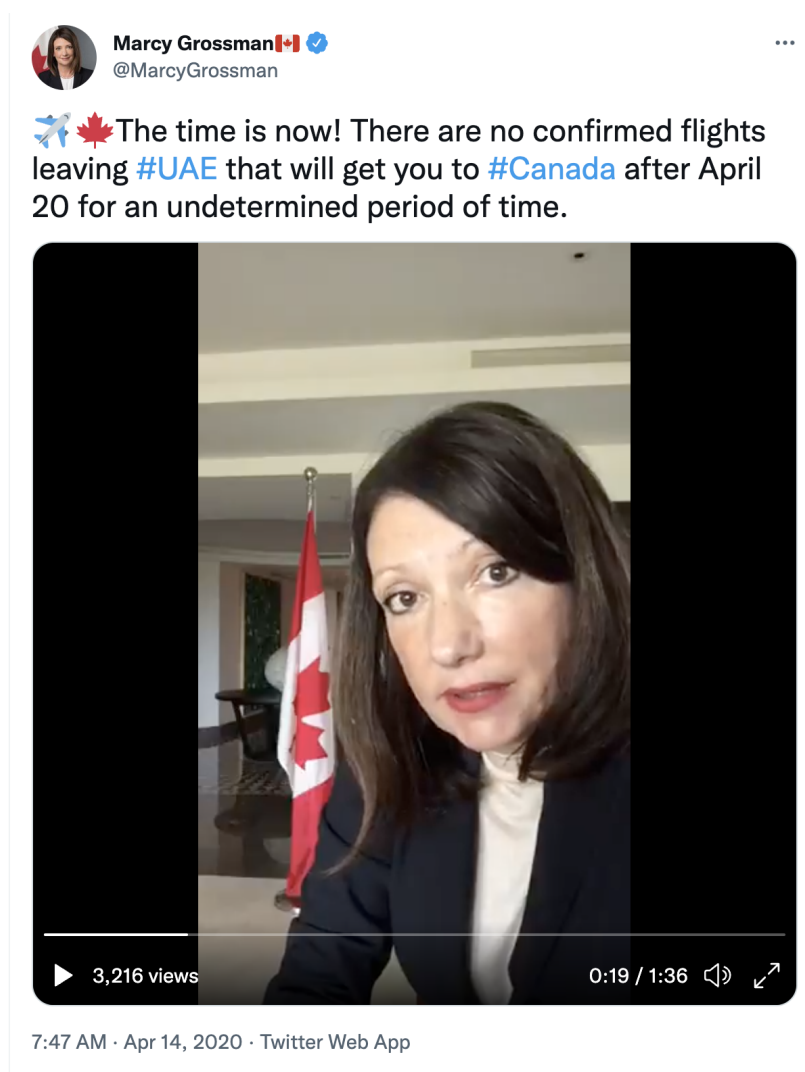 Marcy Grossman🇨🇦
@MarcyGrossman
✈️🍁The time is now! There are no confirmed flights
leaving #UAE that will get you to #Canada after April
20 for an undetermined period of time.
3,216 views
0:19 / 1:36
7:47 AM · Apr 14, 2020 · Twitter Web App